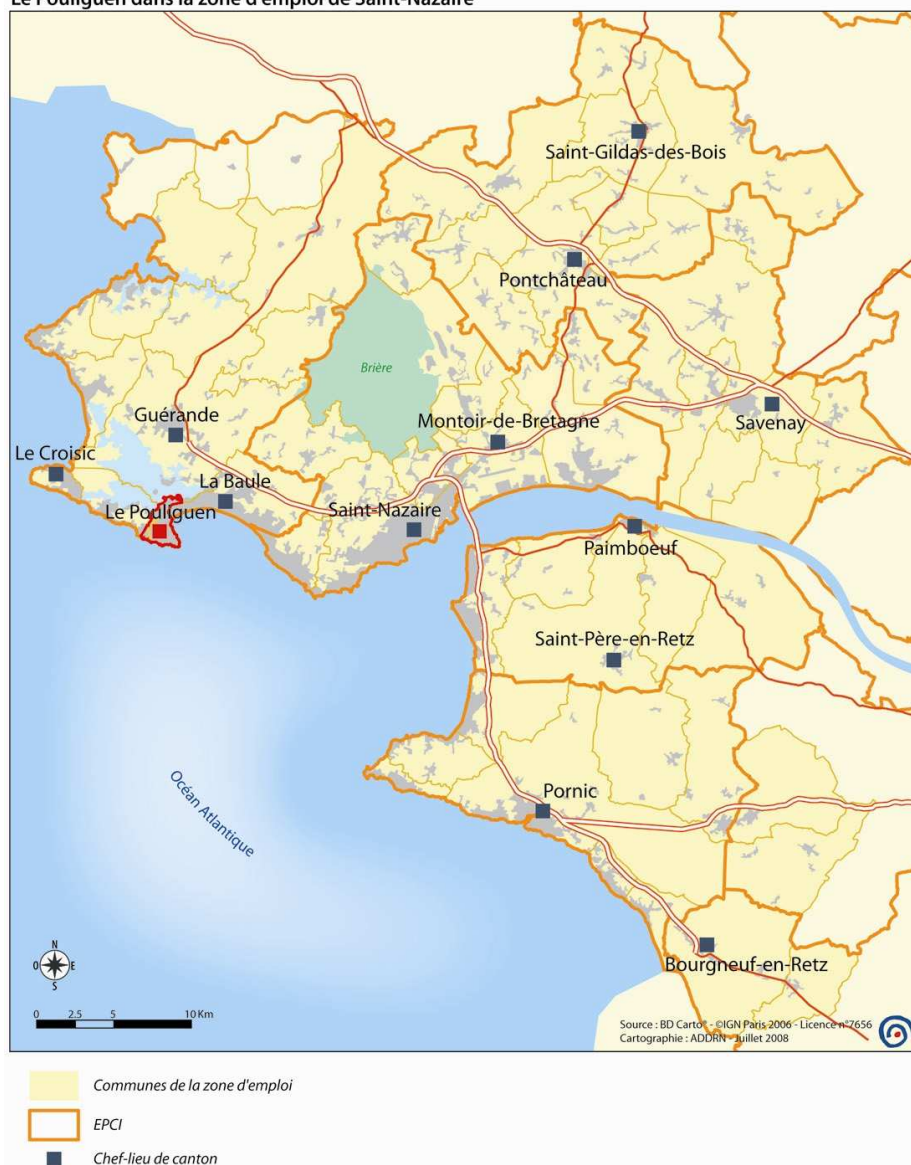 Le Pouliguen dans la zone d'emploi de Saint-Nazaire
Saint-Gildas-des-Bois
Pontchâteau
Brière
Guérande
Montoir-de-Bretagne
Savenay
Le Croisic
La Baule
Le Pouliguen
Saint-Nazaire
Paimboeuf
Saint-Père-en-Retz
Océan Atlantique
Pornic
Bourgneuf-en-Retz
N
O E
S
0 2.5 5 10 Km
Source : BD Carto® - ©IGN Paris 2006 - Licence n°7656
Cartographie : ADDRN - Juillet 2008
Communes de la zone d'emploi
EPCI
Chef-lieu de canton